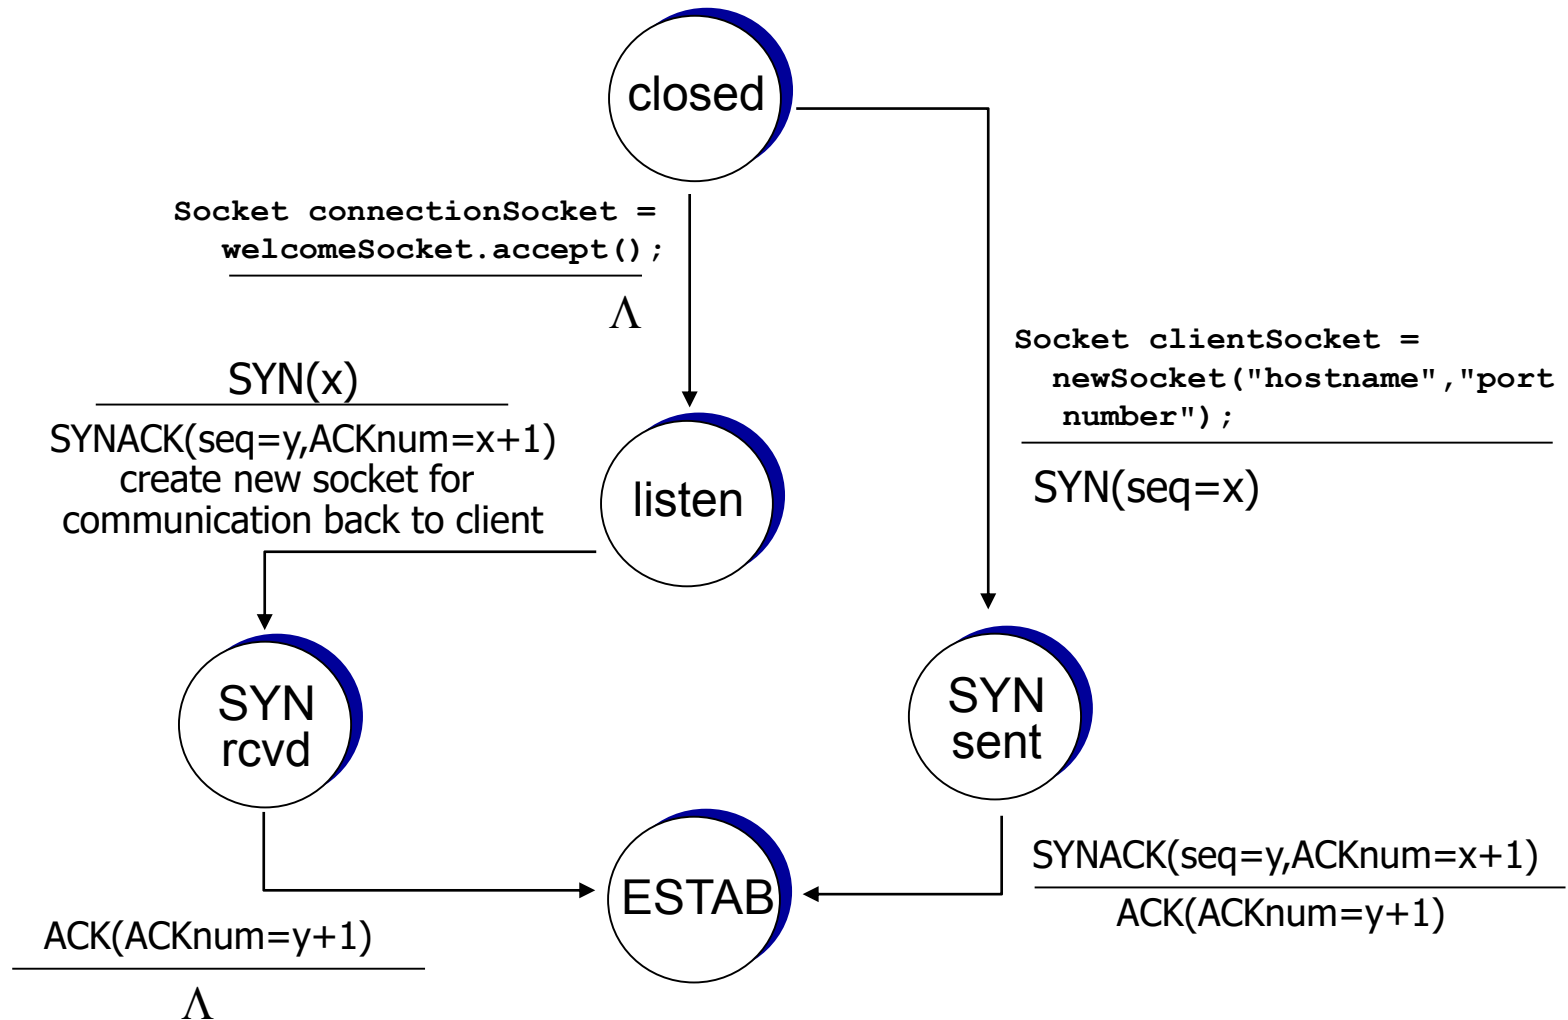 closed
Socket connectionSocket =
welcomeSocket.accept();
Λ
Socket clientSocket =
newSocket("hostname","port
number");
SYN(seq=x)
SYN(x)
SYNACK(seq=y,ACKnum=x+1)
create new socket for
communication back to client
listen
SYN
rcvd
SYN
sent
ESTAB
SYNACK(seq=y,ACKnum=x+1)
ACK(ACKnum=y+1)
ACK(ACKnum=y+1)
Λ